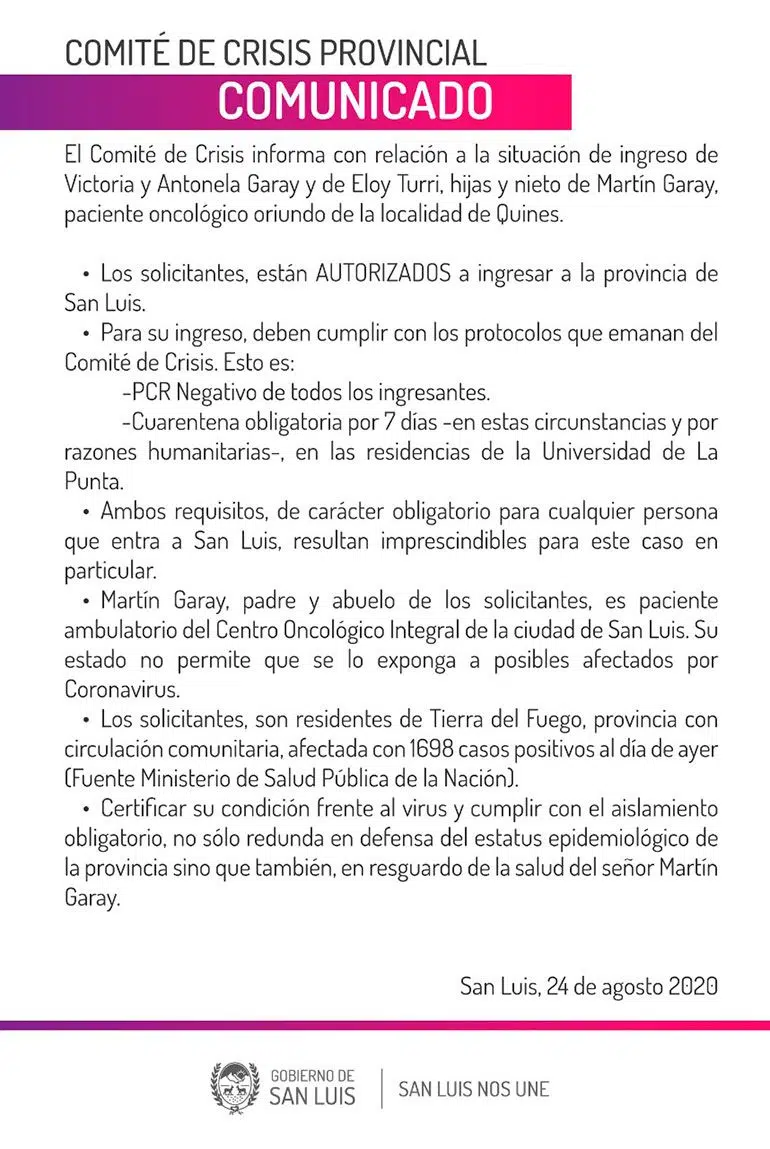 COMITÉ DE CRISIS PROVINCIAL
COMUNICADO
El Comité de Crisis informa con relación a la situación de ingreso de
Victoria y Antonela Garay y de Eloy Turri, hijas y nieto de Martín Garay,
paciente oncológico oriundo de la localidad de Quines.
• Los solicitantes, están AUTORIZADOS a ingresar a la provincia de
San Luis.
• Para su ingreso, deben cumplir con los protocolos que emanan del
Comité de Crisis. Esto es:
-PCR Negativo de todos los ingresantes.
-Cuarentena obligatoria por 7 días -en estas circunstancias y por
razones humanitarias-, en las residencias de la Universidad de La
Punta.
• Ambos requisitos, de carácter obligatorio para cualquier persona
que entra a San Luis, resultan imprescindibles para este caso en
particular.
• Martín Garay, padre y abuelo de los solicitantes, es paciente
ambulatorio del Centro Oncológico Integral de la ciudad de San Luis. Su
estado no permite que se lo exponga a posibles afectados por
Coronavirus.
• Los solicitantes, son residentes de Tierra del Fuego, provincia con
circulación comunitaria, afectada con 1698 casos positivos al día de ayer
(Fuente Ministerio de Salud Pública de la Nación).
• Certificar su condición frente al virus y cumplir con el aislamiento
obligatorio, no sólo redunda en defensa del estatus epidemiológico de
la provincia sino que también, en resguardo de la salud del señor Martín
Garay.
San Luis, 24 de agosto 2020
GOBIERNO DE
SAN LUIS
SAN LUIS NOS UNE